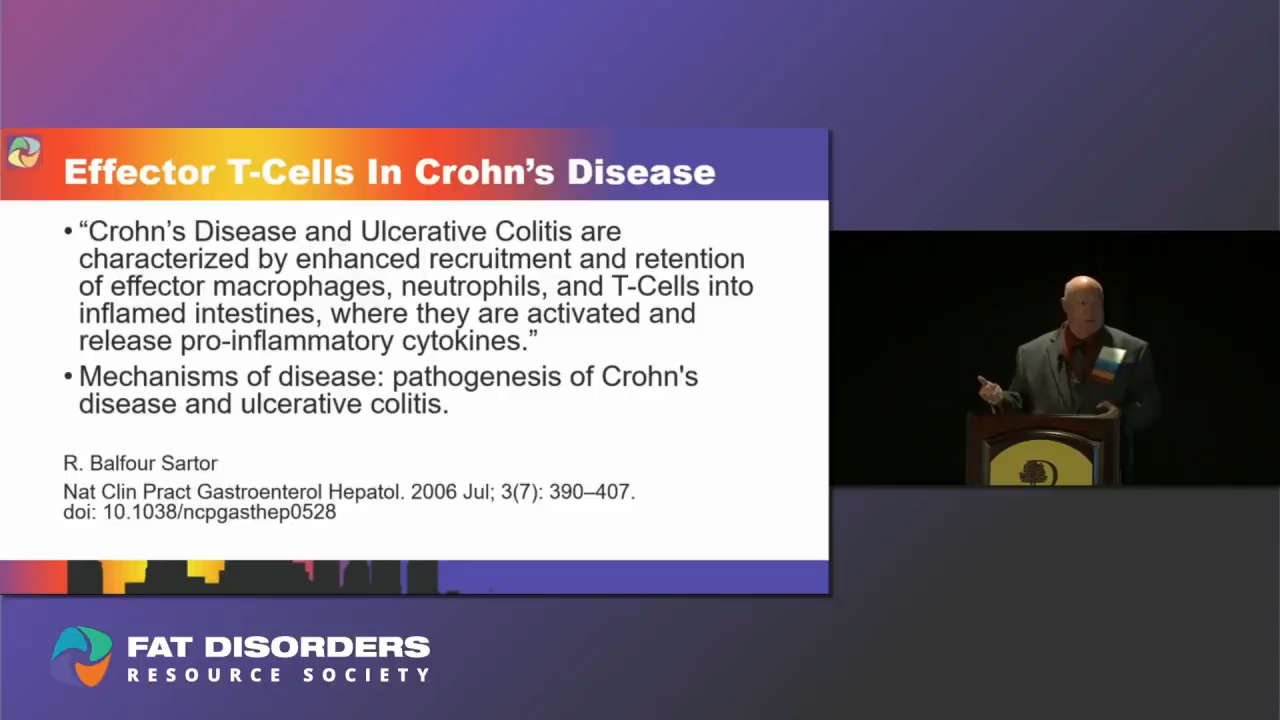 Effector T-Cells In Crohn’s Disease
• “Crohn’s Disease and Ulcerative Colitis are
characterized by enhanced recruitment and retention
of effector macrophages, neutrophils, and T-Cells into
inflamed intestines, where they are activated and
release pro-inflammatory cytokines.”
• Mechanisms of disease: pathogenesis of Crohn's
disease and ulcerative colitis.
R. Balfour Sartor
Nat Clin Pract Gastroenterol Hepatol. 2006 Jul; 3(7): 390–407.
doi: 10.1038/ncpgasthep0528
FAT DISORDERS
RESOURCE SOCIETY